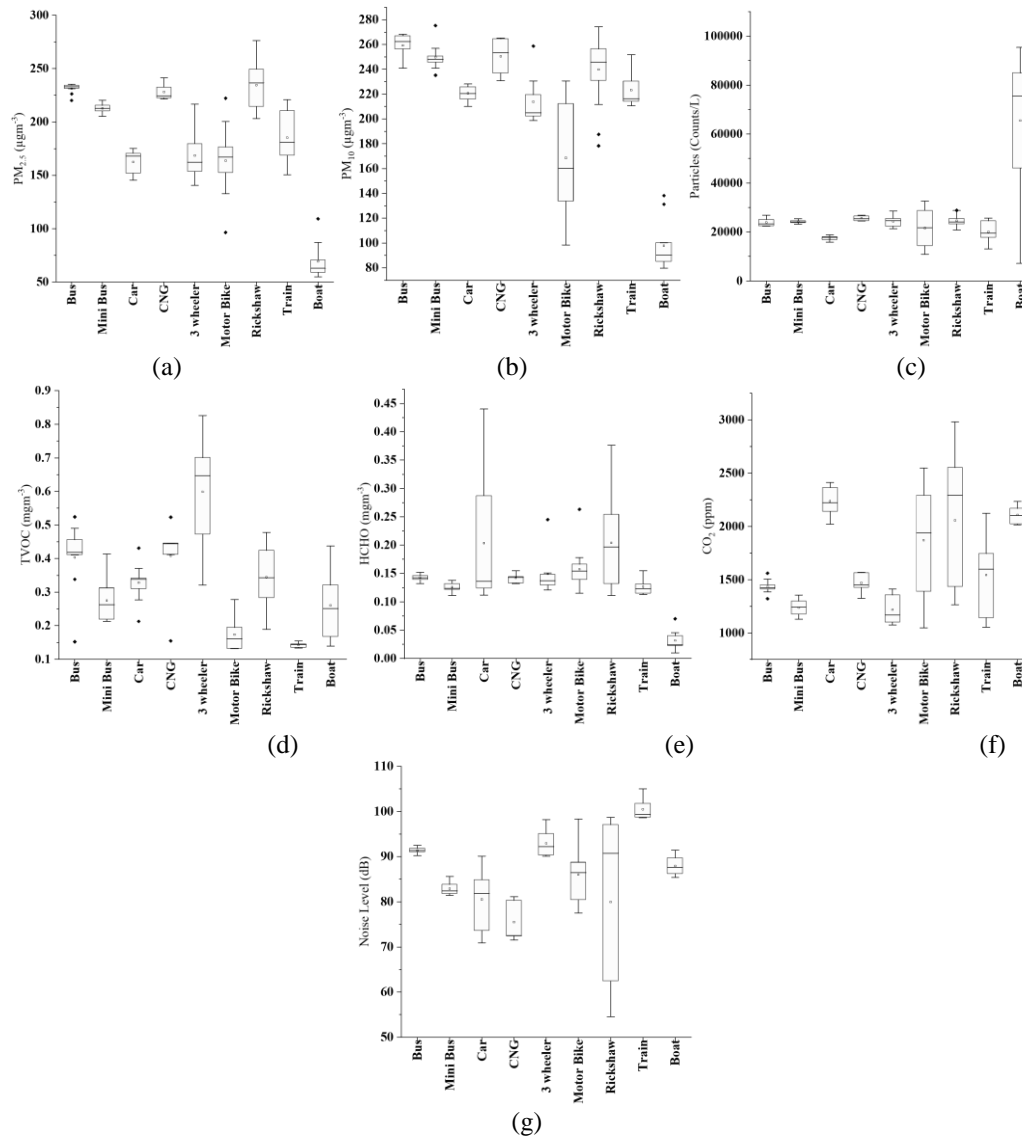 300
250
200
150
100
50
PM2.5 (μgm-3)
Bus
Mini Bus
Car
CNG
3 wheeler
Motor Bike
Rickshaw
Train
Boat
(a)
280
260
240
220
200
180
160
140
120
100
80
PM10 (μgm-3)
Bus
Mini Bus
Car
CNG
3 wheeler
Motor Bike
Rickshaw
Train
Boat
(b)
100000
80000
60000
40000
20000
0
Particles (Counts/L)
Bus
Mini Bus
Car
CNG
3 wheeler
Motor Bike
Rickshaw
Train
Boat
(c)
0.9
0.8
0.7
0.6
0.5
0.4
0.3
0.2
0.1
TVOC (mgm-3)
Bus
Mini Bus
Car
CNG
3 wheeler
Motor Bike
Rickshaw
Train
Boat
(d)
0.45
0.40
0.35
0.30
0.25
0.20
0.15
0.10
0.05
0.00
HCHO (mgm-3)
Bus
Mini Bus
Car
CNG
3 wheeler
Motor Bike
Rickshaw
Train
Boat
(e)
3000
2500
2000
1500
1000
CO2 (ppm)
Bus
Mini Bus
Car
CNG
3 wheeler
Motor Bike
Rickshaw
Train
Boat
(f)
110
100
90
80
70
60
50
Noise Level (dB)
Bus
Mini Bus
Car
CNG
3 wheeler
Motor Bike
Rickshaw
Train
Boat
(g)